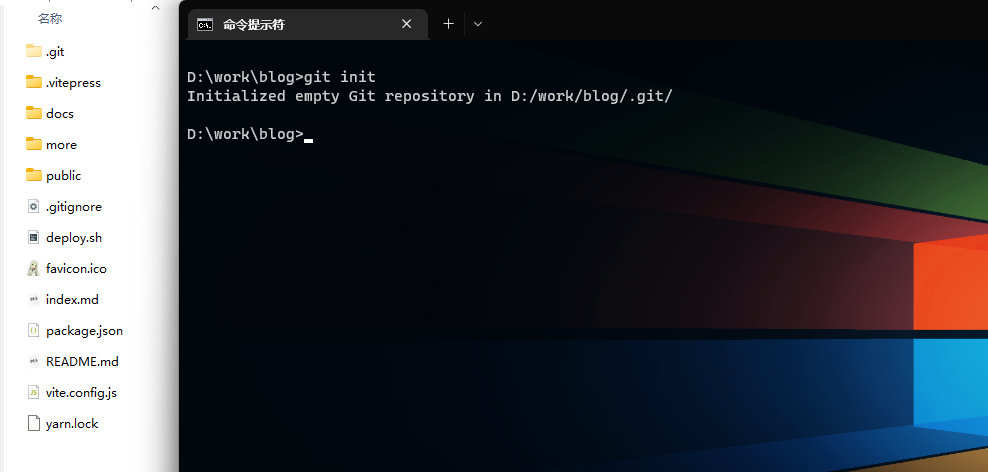 名称
.git
.vitepress
docs
more
public
.gitignore
deploy.sh
favicon.ico
index.md
package.json
README.md
vite.config.js
yarn.lock
命令提示符
D:\work\blog>git init
Initialized empty Git repository in D:/work/blog/.git/
D:\work\blog>